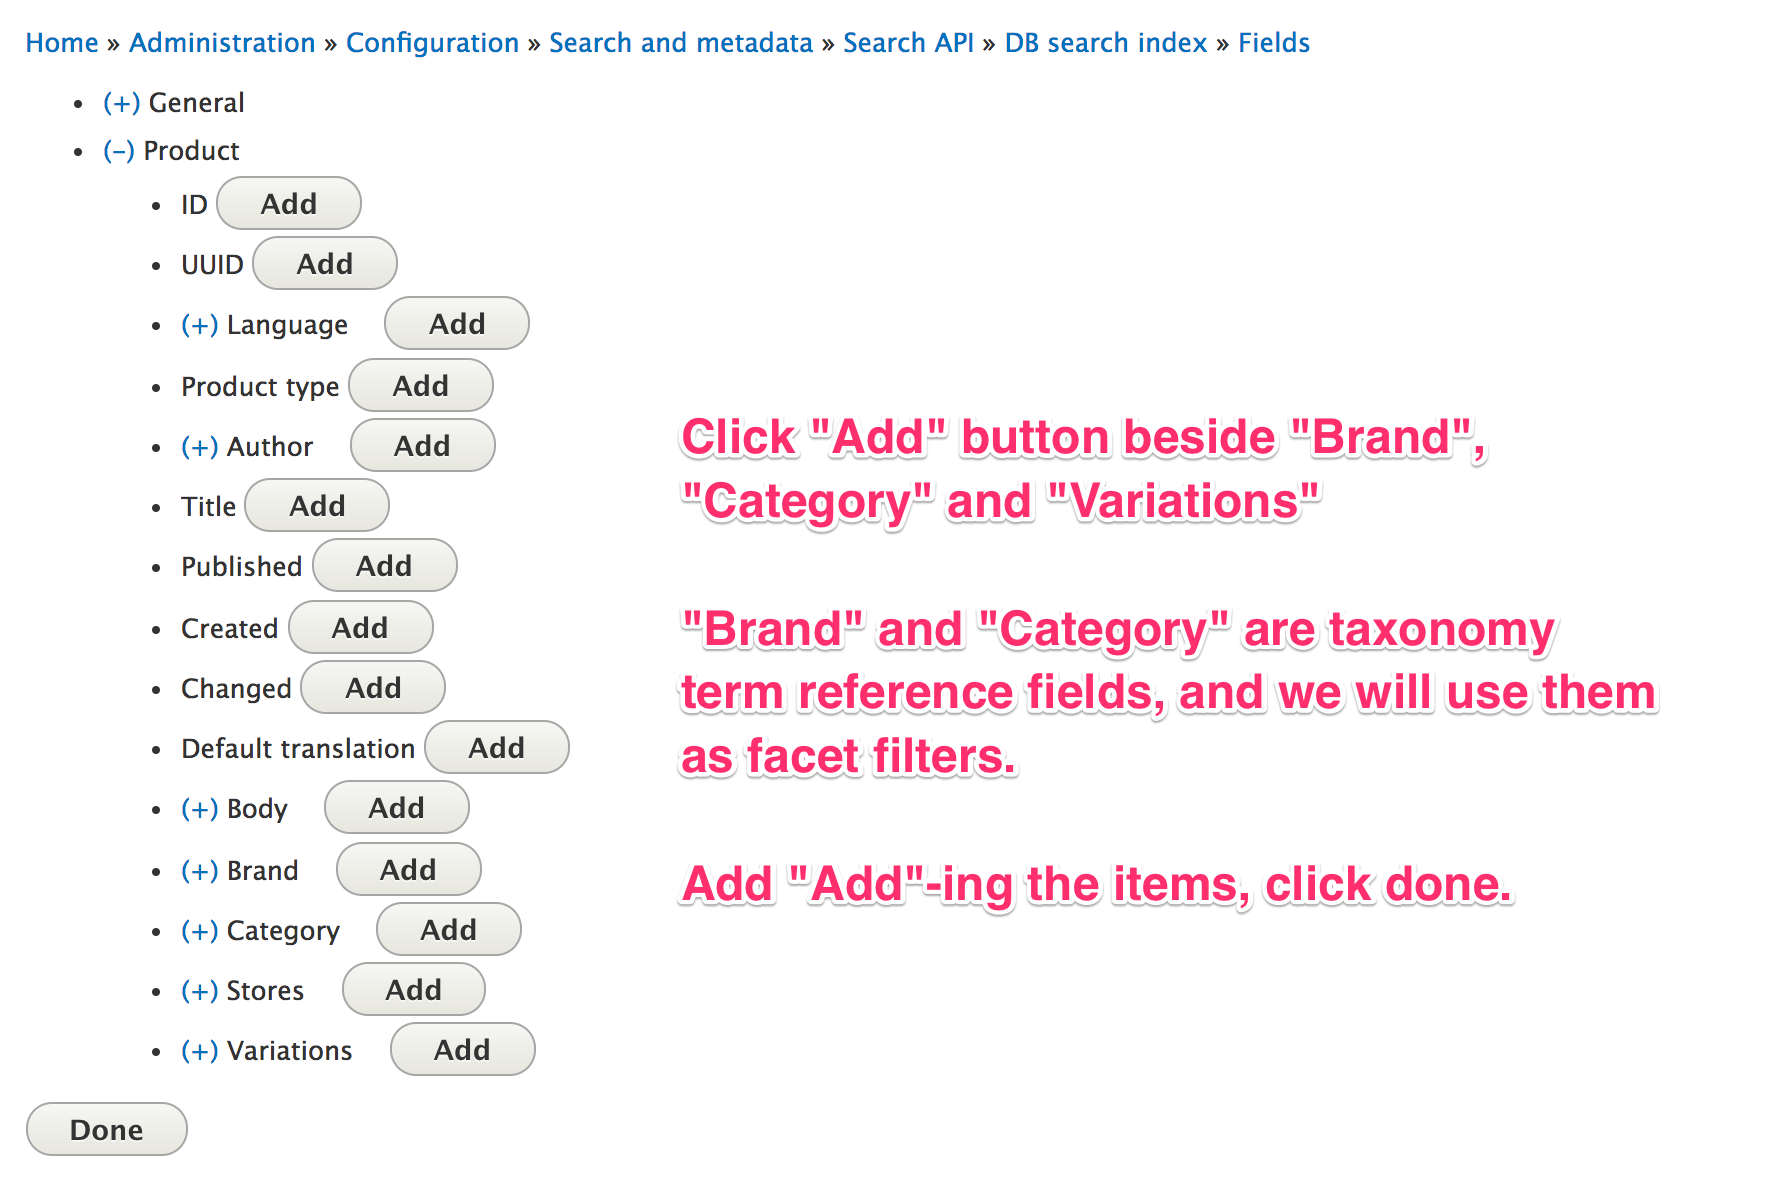 Home » Administration » Configuration » Search and metadata » Search API » DB search index » Fields
(+) General
(–) Product
ID Add
UUID Add
(+) Language Add
Product type Add
(+) Author Add
Title Add
Published Add
Created Add
Changed Add
Default translation Add
(+) Body Add
(+) Brand Add
(+) Category Add
(+) Stores Add
(+) Variations Add
Done
Click "Add" button beside "Brand",
"Category" and "Variations"
"Brand" and "Category" are taxonomy
term reference fields, and we will use them
as facet filters.
Add "Add"-ing the items, click done.